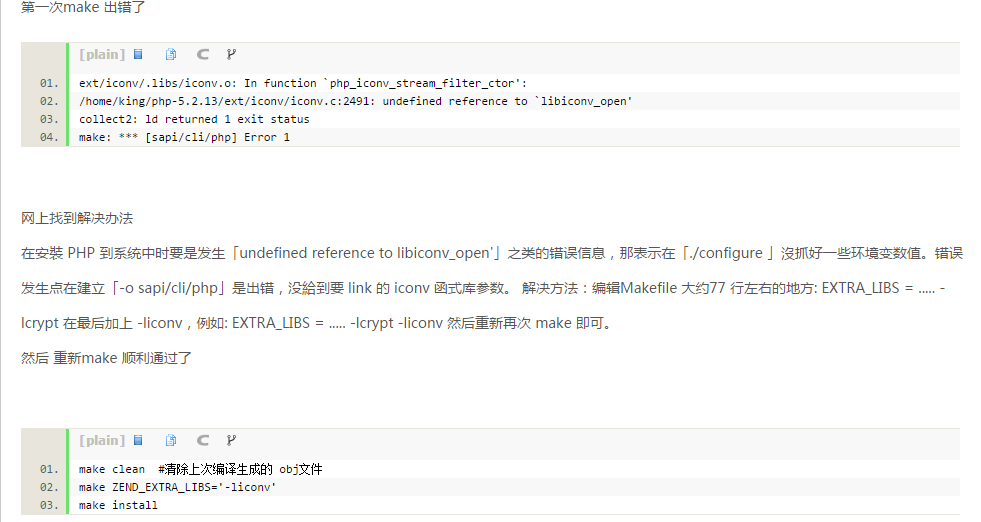 第一次make 出错了
[plain]
01. ext/iconv/.libs/iconv.o: In function `php_iconv_stream_filter_ctor':
02. /home/king/php-5.2.13/ext/iconv/iconv.c:2491: undefined reference to `libiconv_open'
03. collect2: ld returned 1 exit status
04. make: *** [sapi/cli/php] Error 1
网上找到解决办法
在安裝 PHP 到系统中时要是发生「undefined reference to libiconv_open'」之类的错误信息，那表示在「./configure 」沒抓好一些环境变数值。错误
发生点在建立「-o sapi/cli/php」是出错，没給到要 link 的 iconv 函式库参数。 解决方法：编辑Makefile 大约77 行左右的地方: EXTRA_LIBS = ..... -
lcrypt 在最后加上 -liconv，例如: EXTRA_LIBS = ..... -lcrypt -liconv 然后重新再次 make 即可。
然后 重新make 顺利通过了
[plain]
01. make clean  #清除上次编译生成的 obj文件
02. make ZEND_EXTRA_LIBS='-liconv'
03. make install